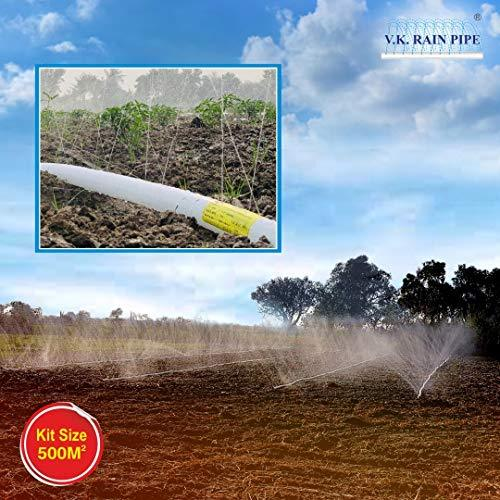 V.K. RAIN PIPE
®
Kit Size
500M²